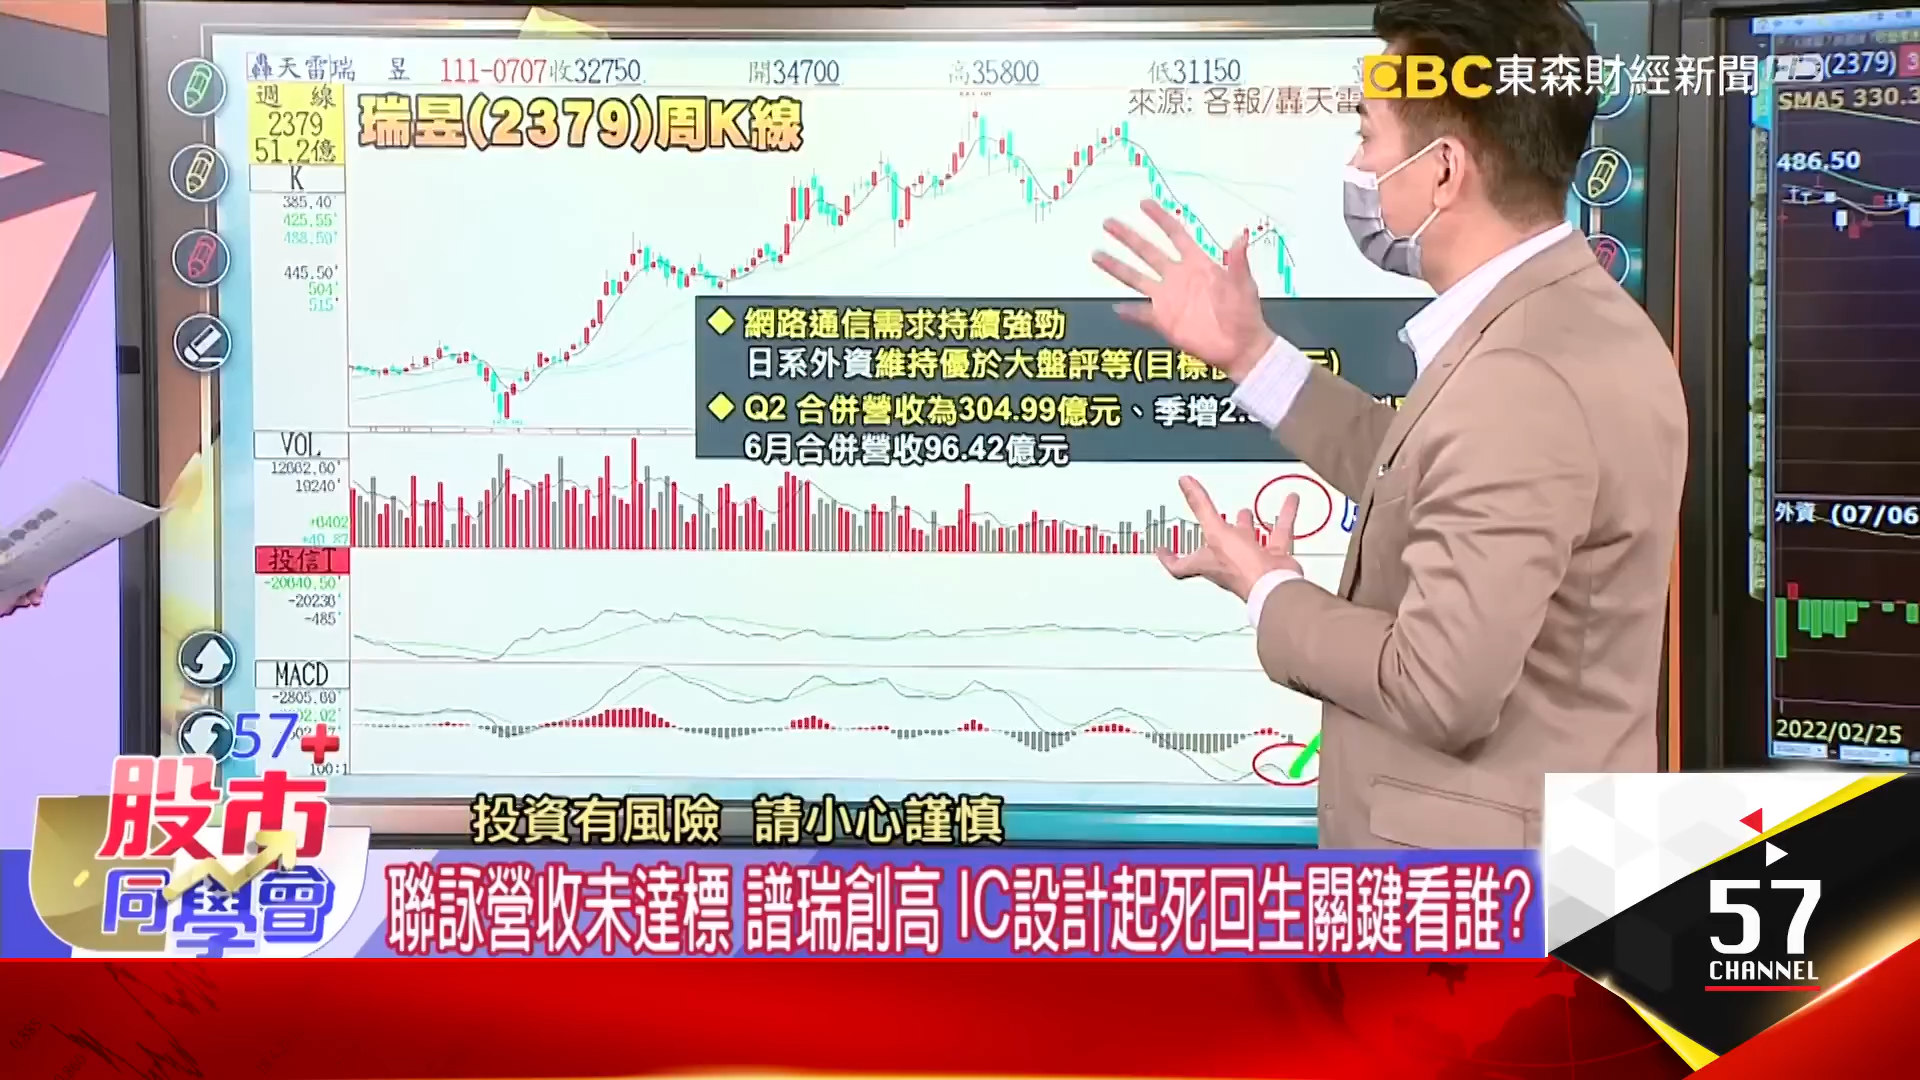 轟天雷瑞 昱 111-0707收32750 開34700 高35800 低31150
EBC東森財經新聞
來源: 各報/轟天雷
週 線
2379
51.2億
瑞昱(2379)周K線
K
385.40
425.55
488.50
445.50
504
515
◆ 網路通信需求持續強勁
日系外資維持優於大盤評等(目標
◆ Q2 合併營收為304.99億元、季增2.
6月合併營收96.42億元
VOL
12662.60
19240
+6402
投信T
-20640.50
-20236
-485
MACD
-2805.69
100:1
(2379)
SMA5 330.3
486.50
外資 (07/06
2022/02/25
57+
股市
同學會
投資有風險 請小心謹慎
聯詠營收未達標 譜瑞創高 IC設計起死回生關鍵看誰?
57
CHANNEL